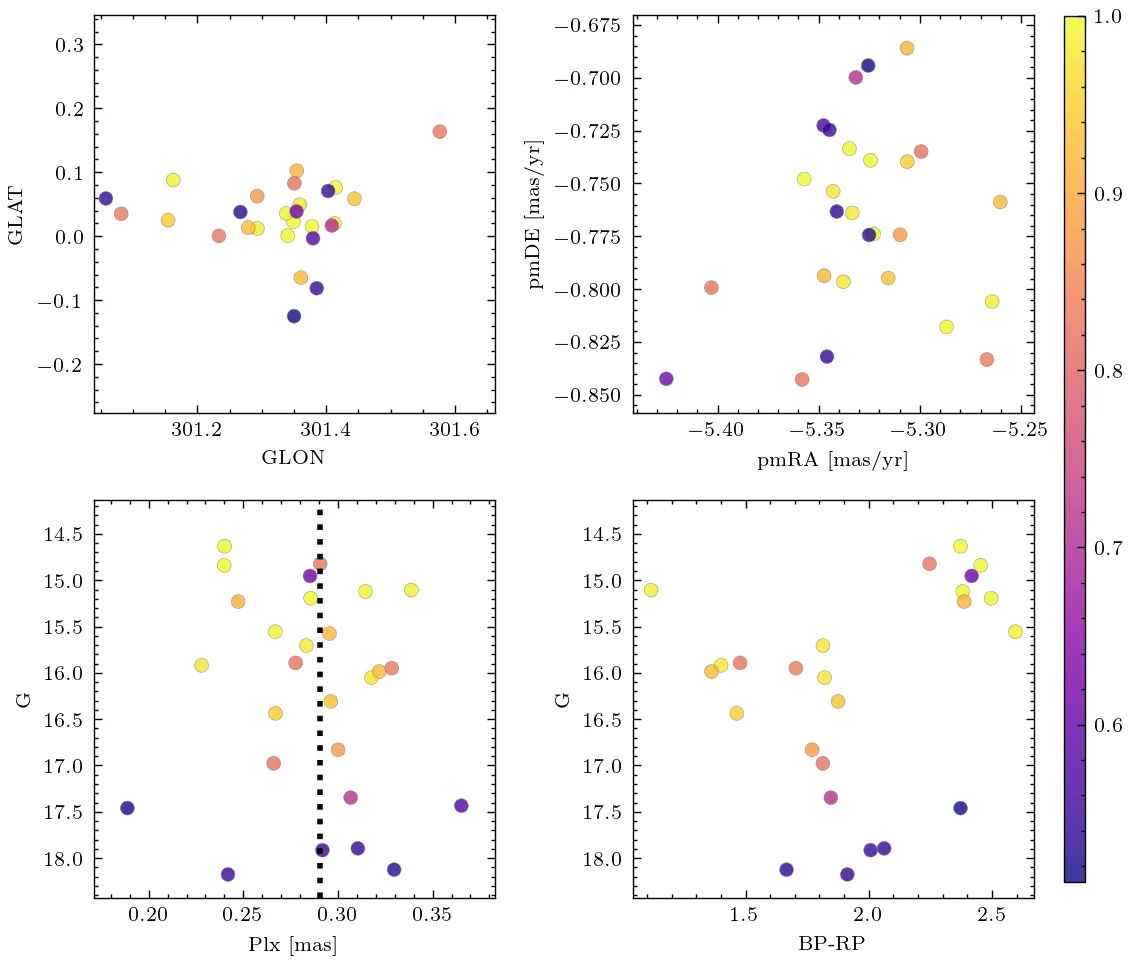 0.3
0.2
0.1
0.0
−0.1
−0.2
GLAT
301.2 301.4 301.6
GLON
−0.675
−0.700
−0.725
−0.750
−0.775
−0.800
−0.825
−0.850
pmDE [mas/yr]
−5.40 −5.35 −5.30 −5.25
pmRA [mas/yr]
14.5
15.0
15.5
16.0
16.5
17.0
17.5
18.0
G
0.20 0.25 0.30 0.35
Plx [mas]
14.5
15.0
15.5
16.0
16.5
17.0
17.5
18.0
G
1.5 2.0 2.5
BP-RP
1.0
0.9
0.8
0.7
0.6